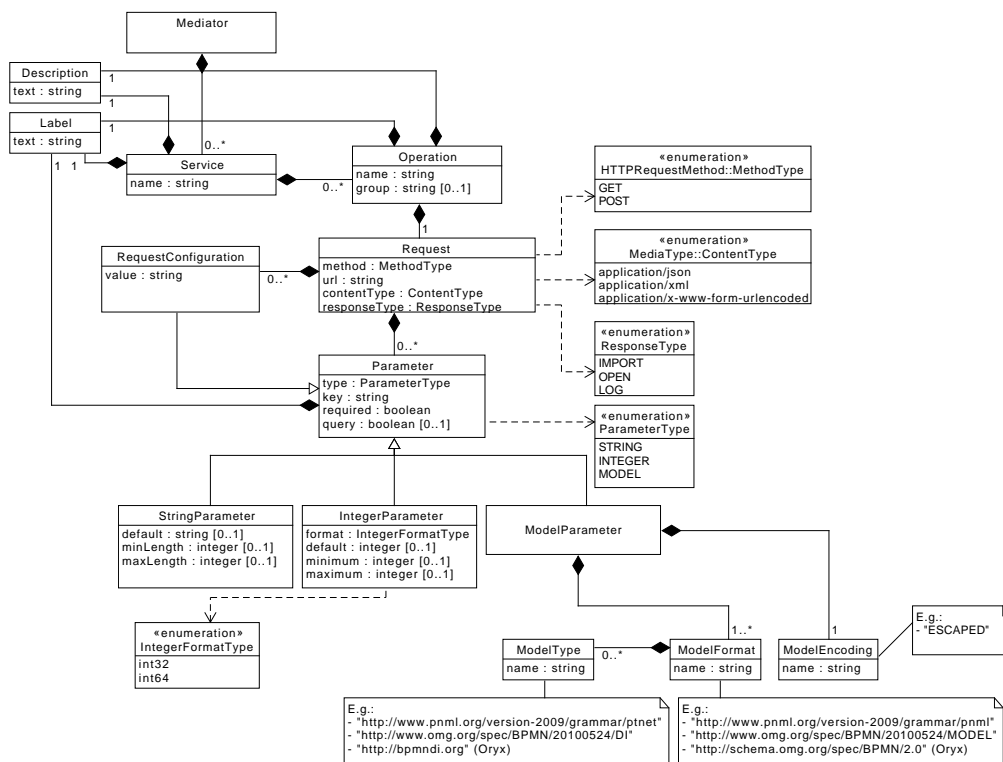 Mediator
Description
text : string
1
1
Label
text : string
1
1
1
0..*
Service
name : string
0..*
Operation
name : string
group : string [0..1]
1
«enumeration»
HTTPRequestMethod::MethodType
GET
POST
RequestConfiguration
value : string
0..*
Request
method : MethodType
url : string
contentType : ContentType
responseType : ResponseType
«enumeration»
MediaType::ContentType
application/json
application/xml
application/x-www-form-urlencoded
0..*
«enumeration»
ResponseType
IMPORT
OPEN
LOG
Parameter
type : ParameterType
key : string
required : boolean
query : boolean [0..1]
«enumeration»
ParameterType
STRING
INTEGER
MODEL
StringParameter
default : string [0..1]
minLength : integer [0..1]
maxLength : integer [0..1]
IntegerParameter
format : IntegerFormatType
default : integer [0..1]
minimum : integer [0..1]
maximum : integer [0..1]
ModelParameter
«enumeration»
IntegerFormatType
int32
int64
E.g.:
- "ESCAPED"
1..*
1
ModelType
name : string
0..*
ModelFormat
name : string
ModelEncoding
name : string
E.g.:
- "http://www.pnml.org/version-2009/grammar/ptnet"
- "http://www.omg.org/spec/BPMN/20100524/DI"
- "http://bpmndi.org" (Oryx)
E.g.:
- "http://www.pnml.org/version-2009/grammar/pnml"
- "http://www.omg.org/spec/BPMN/20100524/MODEL"
- "http://schema.omg.org/spec/BPMN/2.0" (Oryx)